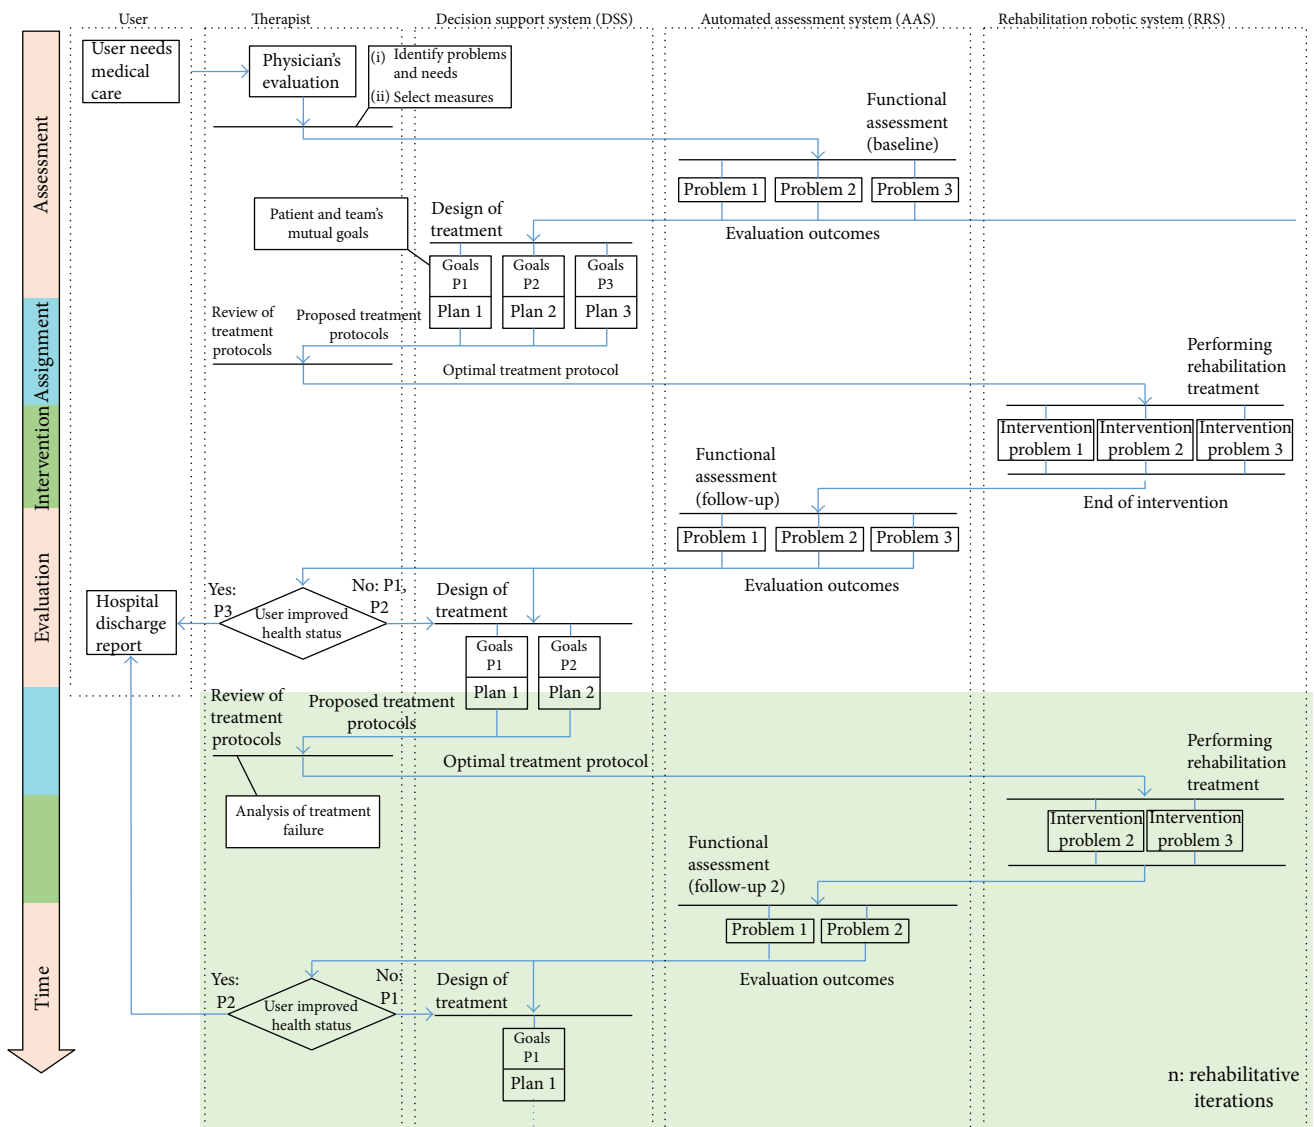 User
Therapist
Decision support system (DSS)
Automated assessment system (AAS)
Rehabilitation robotic system (RRS)
User needs
medical
care
Physician's
evaluation
(i) Identify problems
and needs
(ii) Select measures
Functional
assessment
(baseline)
Problem 1
Problem 2
Problem 3
Evaluation outcomes
Patient and team's
mutual goals
Design of
treatment
Goals
P1
Plan 1
Goals
P2
Plan 2
Goals
P3
Plan 3
Assessment
Review of
treatment
protocols
Proposed treatment
protocols
Optimal treatment protocol
Assignment
Performing
rehabilitation
treatment
Intervention
problem 1
Intervention
problem 2
Intervention
problem 3
End of intervention
Intervention
Functional
assessment
(follow-up)
Problem 1
Problem 2
Problem 3
Evaluation outcomes
Evaluation
Hospital
discharge
report
Yes:
P3
User improved
health status
No: P1,
P2
Design of
treatment
Goals
P1
Plan 1
Goals
P2
Plan 2
Review of
treatment
protocols
Proposed treatment
protocols
Optimal treatment protocol
Analysis of treatment
failure
Performing
rehabilitation
treatment
Intervention
problem 2
Intervention
problem 3
Functional
assessment
(follow-up 2)
Problem 1
Problem 2
Evaluation outcomes
Time
Yes:
P2
User improved
health status
No:
P1
Design of
treatment
Goals
P1
Plan 1
n: rehabilitative
iterations